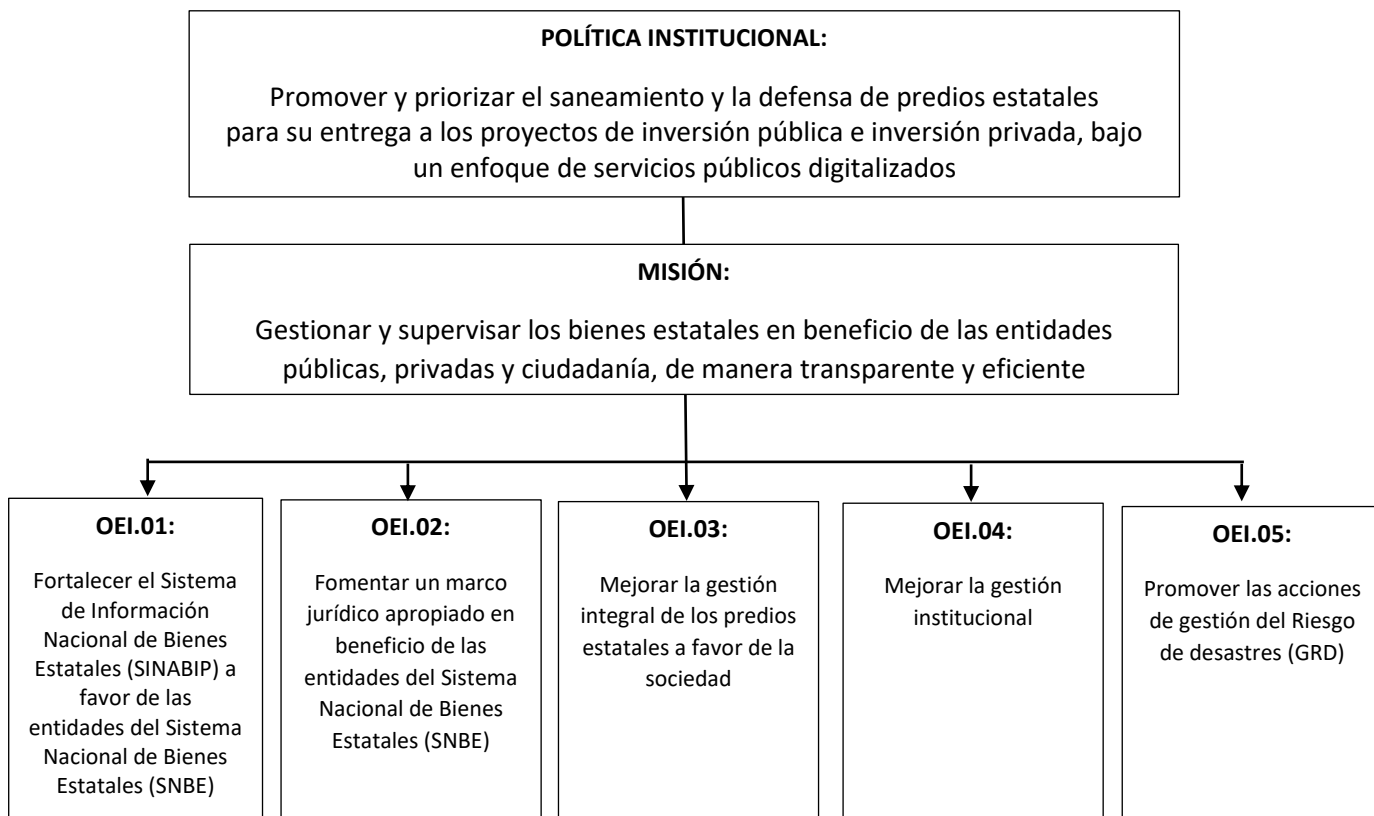 POLÍTICA INSTITUCIONAL:
Promover y priorizar el saneamiento y la defensa de predios estatales
para su entrega a los proyectos de inversión pública e inversión privada, bajo
un enfoque de servicios públicos digitalizados
MISIÓN:
Gestionar y supervisar los bienes estatales en beneficio de las entidades
públicas, privadas y ciudadanía, de manera transparente y eficiente
OEI.01:
Fortalecer el Sistema
de Información
Nacional de Bienes
Estatales (SINABIP) a
favor de las
entidades del Sistema
Nacional de Bienes
Estatales (SNBE)
OEI.02:
Fomentar un marco
jurídico apropiado en
beneficio de las
entidades del Sistema
Nacional de Bienes
Estatales (SNBE)
OEI.03:
Mejorar la gestión
integral de los predios
estatales a favor de la
sociedad
OEI.04:
Mejorar la gestión
institucional
OEI.05:
Promover las acciones
de gestión del Riesgo
de desastres (GRD)